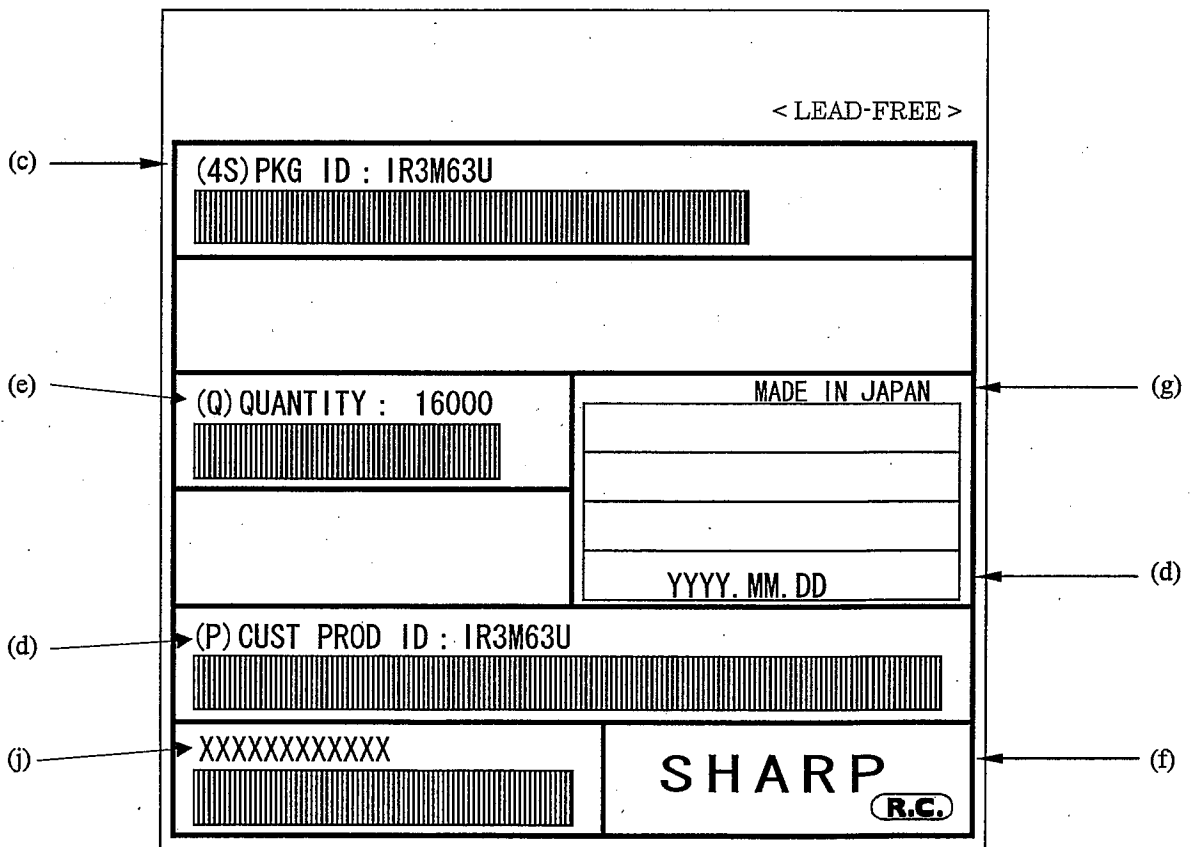 < LEAD-FREE >
(c)
(4S)PKG ID : IR3M63U
(e)
(Q)QUANTITY : 16000
MADE IN JAPAN
(g)
YYYY.MM.DD
(d)
(d)
(P)CUST PROD ID : IR3M63U
(j)
XXXXXXXXXXXX
SHARP
R.C.
(f)